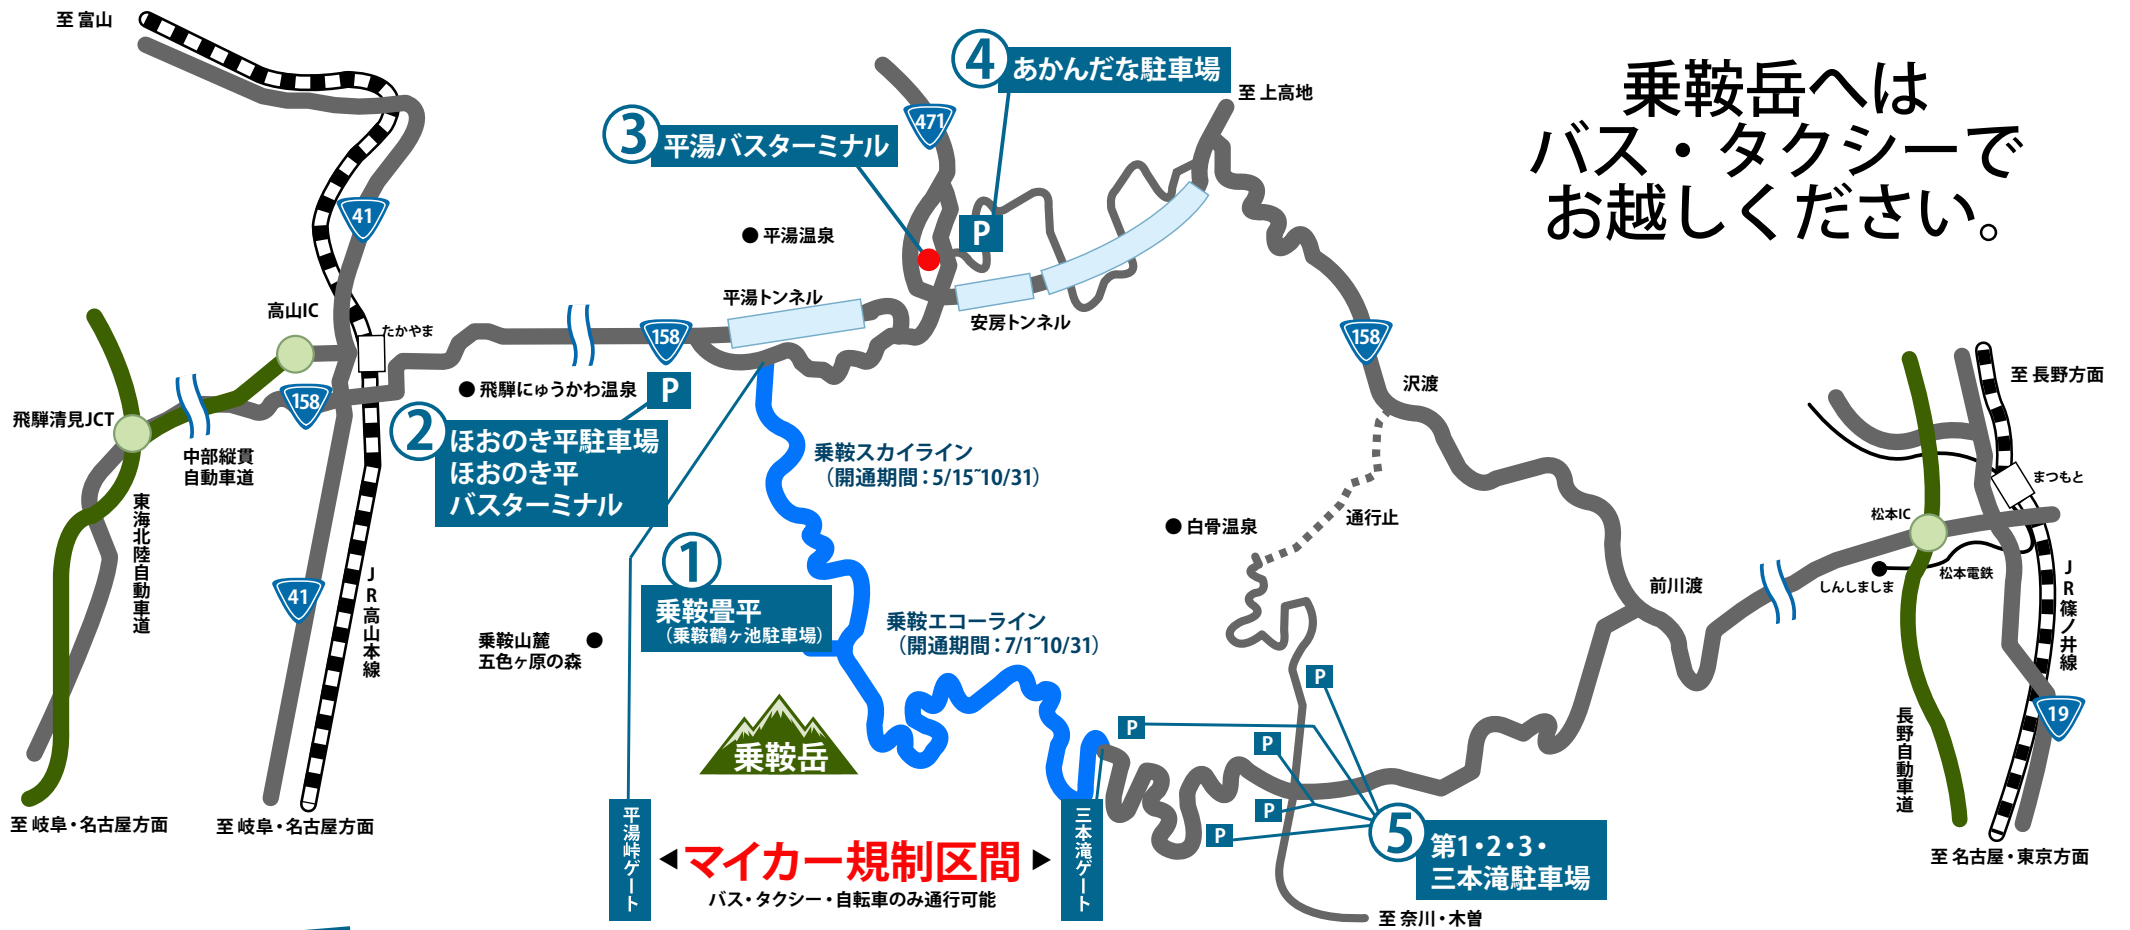 至 富山
乗鞍岳へは
バス・タクシーで
お越しください。
④
あかんだな駐車場
至 上高地
471
③
平湯バスターミナル
P
41
平湯温泉
平湯トンネル
安房トンネル
高山IC
たかやま
158
158
158
飛騨にゅうかわ温泉
P
沢渡
至 長野方面
飛騨清見JCT
中部縦貫
自動車道
②
ほおのき平駐車場
ほおのき平
バスターミナル
乗鞍スカイライン
（開通期間：5/15~10/31）
白骨温泉
通行止
まつもと
松本IC
松本電鉄
しんしましま
前川渡
東海北陸自動車道
41
JR高山本線
①
乗鞍畳平
（乗鞍鶴ヶ池駐車場）
乗鞍山麓
五色ヶ原の森
乗鞍エコーライン
（開通期間：7/1~10/31）
JR篠ノ井線
19
長野自動車道
P
P
P
P
P
乗鞍岳
⑤
第1・2・3・
三本滝駐車場
平湯峠ゲート
マイカー規制区間
バス・タクシー・自転車のみ通行可能
三本滝ゲート
至 岐阜・名古屋方面
至 岐阜・名古屋方面
至 名古屋・東京方面
至 奈川・木曽